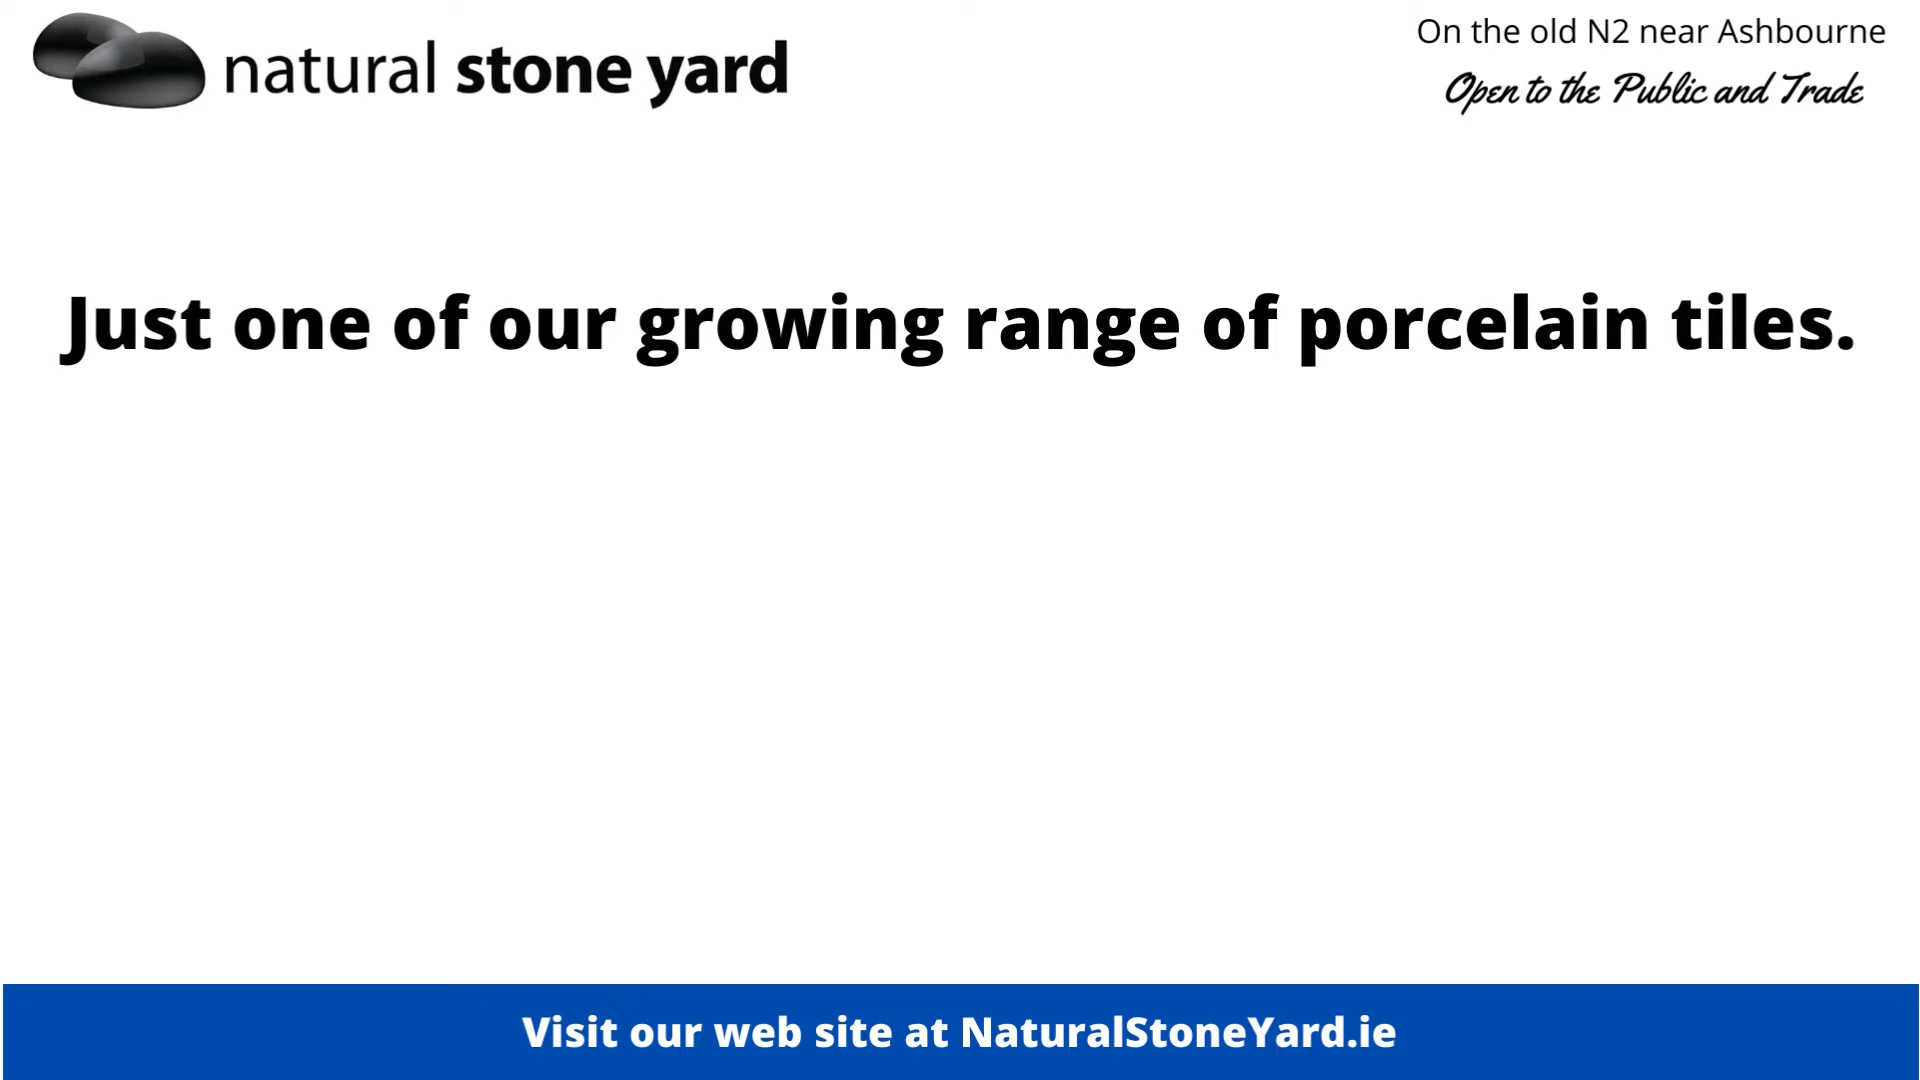 natural stone yard
On the old N2 near Ashbourne
Open to the Public and Trade
Just one of our growing range of porcelain tiles.
Visit our web site at NaturalStoneYard.ie